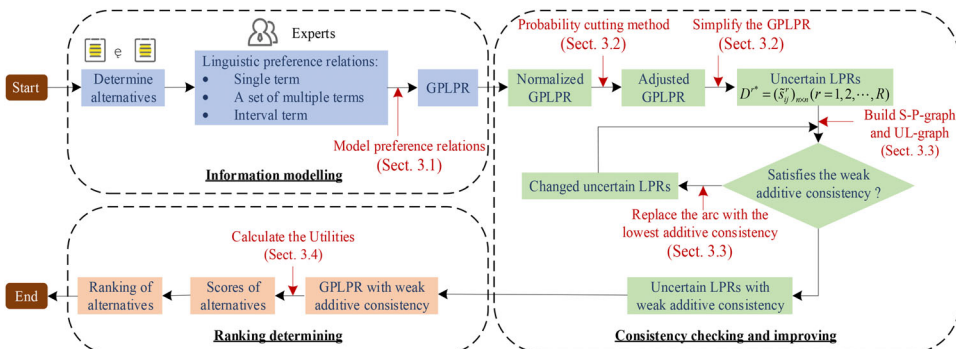 Start
ę
Determine
alternatives
Experts
Linguistic preference relations:
• Single term
• A set of multiple terms
• Interval term
GPLPR
Model preference relations
(Sect. 3.1)
Information modelling
Probability cutting method
(Sect. 3.2)
Simplify the GPLPR
(Sect. 3.2)
Normalized
GPLPR
Adjusted
GPLPR
Uncertain LPRs
D^{r*} = (s̃^r_{ij})_{n×n} (r = 1, 2, ⋯, R)
Build S-P-graph
and UL-graph
(Sect. 3.3)
Satisfies the weak
additive consistency ?
Changed uncertain LPRs
Replace the arc with the
lowest additive consistency
(Sect. 3.3)
Uncertain LPRs with
weak additive consistency
Consistency checking and improving
Calculate the Utilities
(Sect. 3.4)
GPLPR with weak
additive consistency
Scores of
alternatives
Ranking of
alternatives
End
Ranking determining